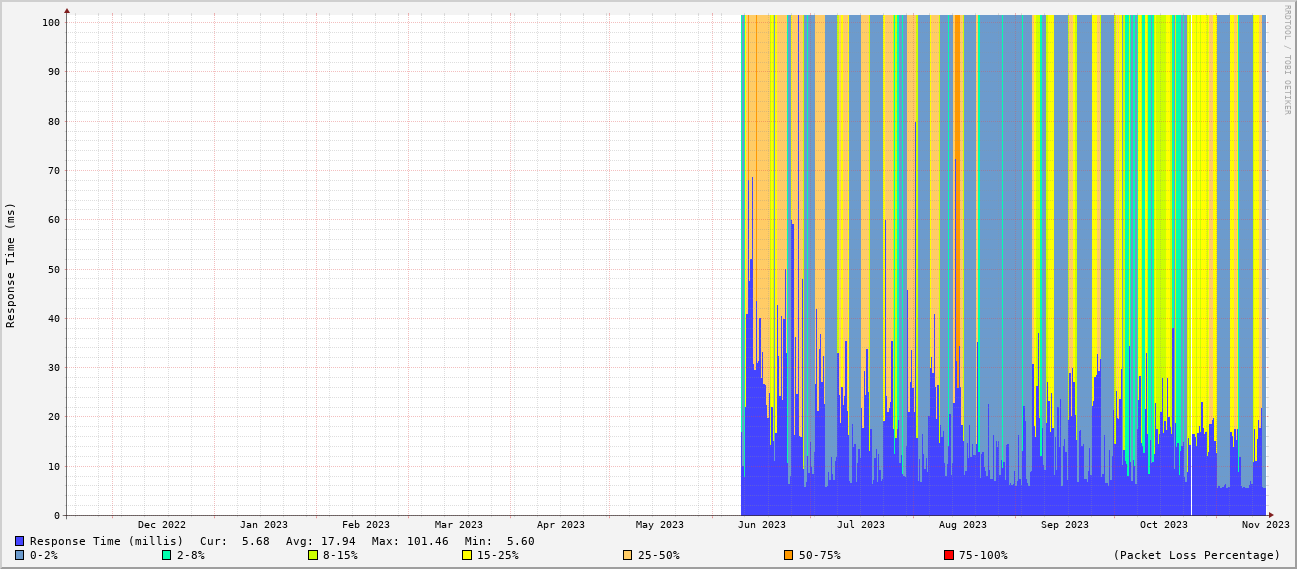 RRDTOOL / TOBI OETIKER
Response Time (ms)
100
90
80
70
60
50
40
30
20
10
0
Dec 2022 Jan 2023 Feb 2023 Mar 2023 Apr 2023 May 2023 Jun 2023 Jul 2023 Aug 2023 Sep 2023 Oct 2023 Nov 2023
Response Time (millis) Cur: 5.68 Avg: 17.94 Max: 101.46 Min: 5.60
0-2% 2-8% 8-15% 15-25% 25-50% 50-75% 75-100% (Packet Loss Percentage)